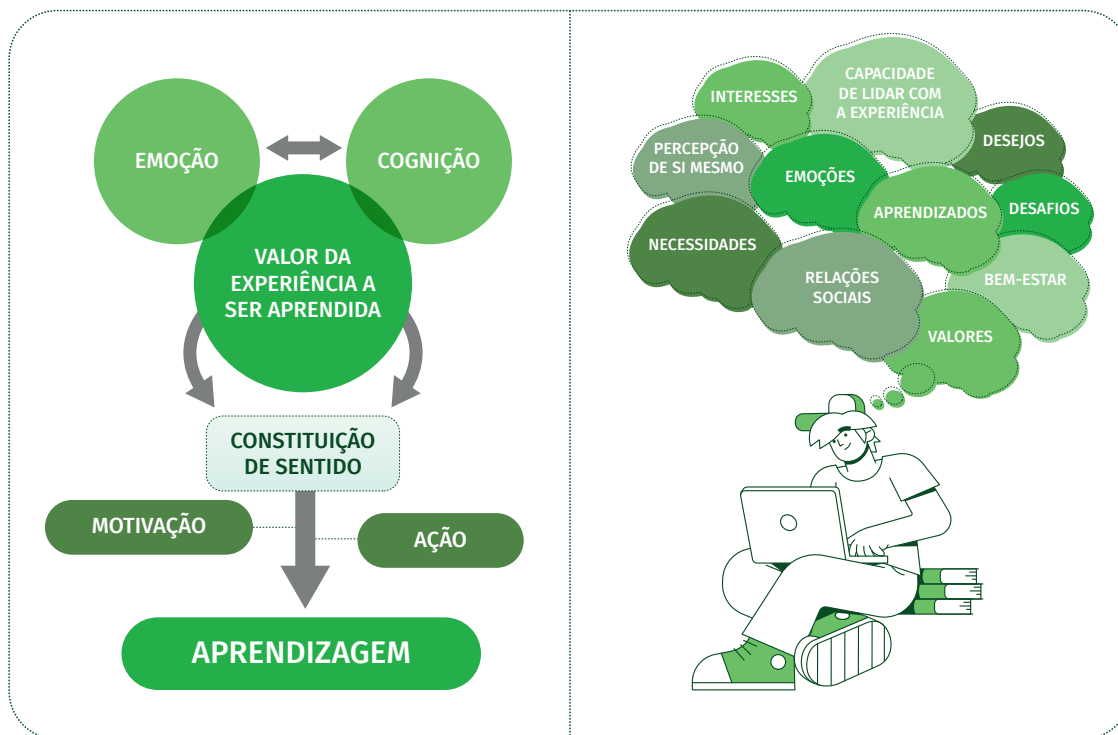 EMOÇÃO
COGNIÇÃO
VALOR DA
EXPERIÊNCIA A
SER APRENDIDA
CONSTITUIÇÃO
DE SENTIDO
MOTIVAÇÃO
AÇÃO
APRENDIZAGEM
INTERESSES
CAPACIDADE
DE LIDAR COM
A EXPERIÊNCIA
DESEJOS
PERCEPÇÃO
DE SI MESMO
EMOÇÕES
APRENDIZADOS
DESAFIOS
NECESSIDADES
RELAÇÕES
SOCIAIS
BEM-ESTAR
VALORES